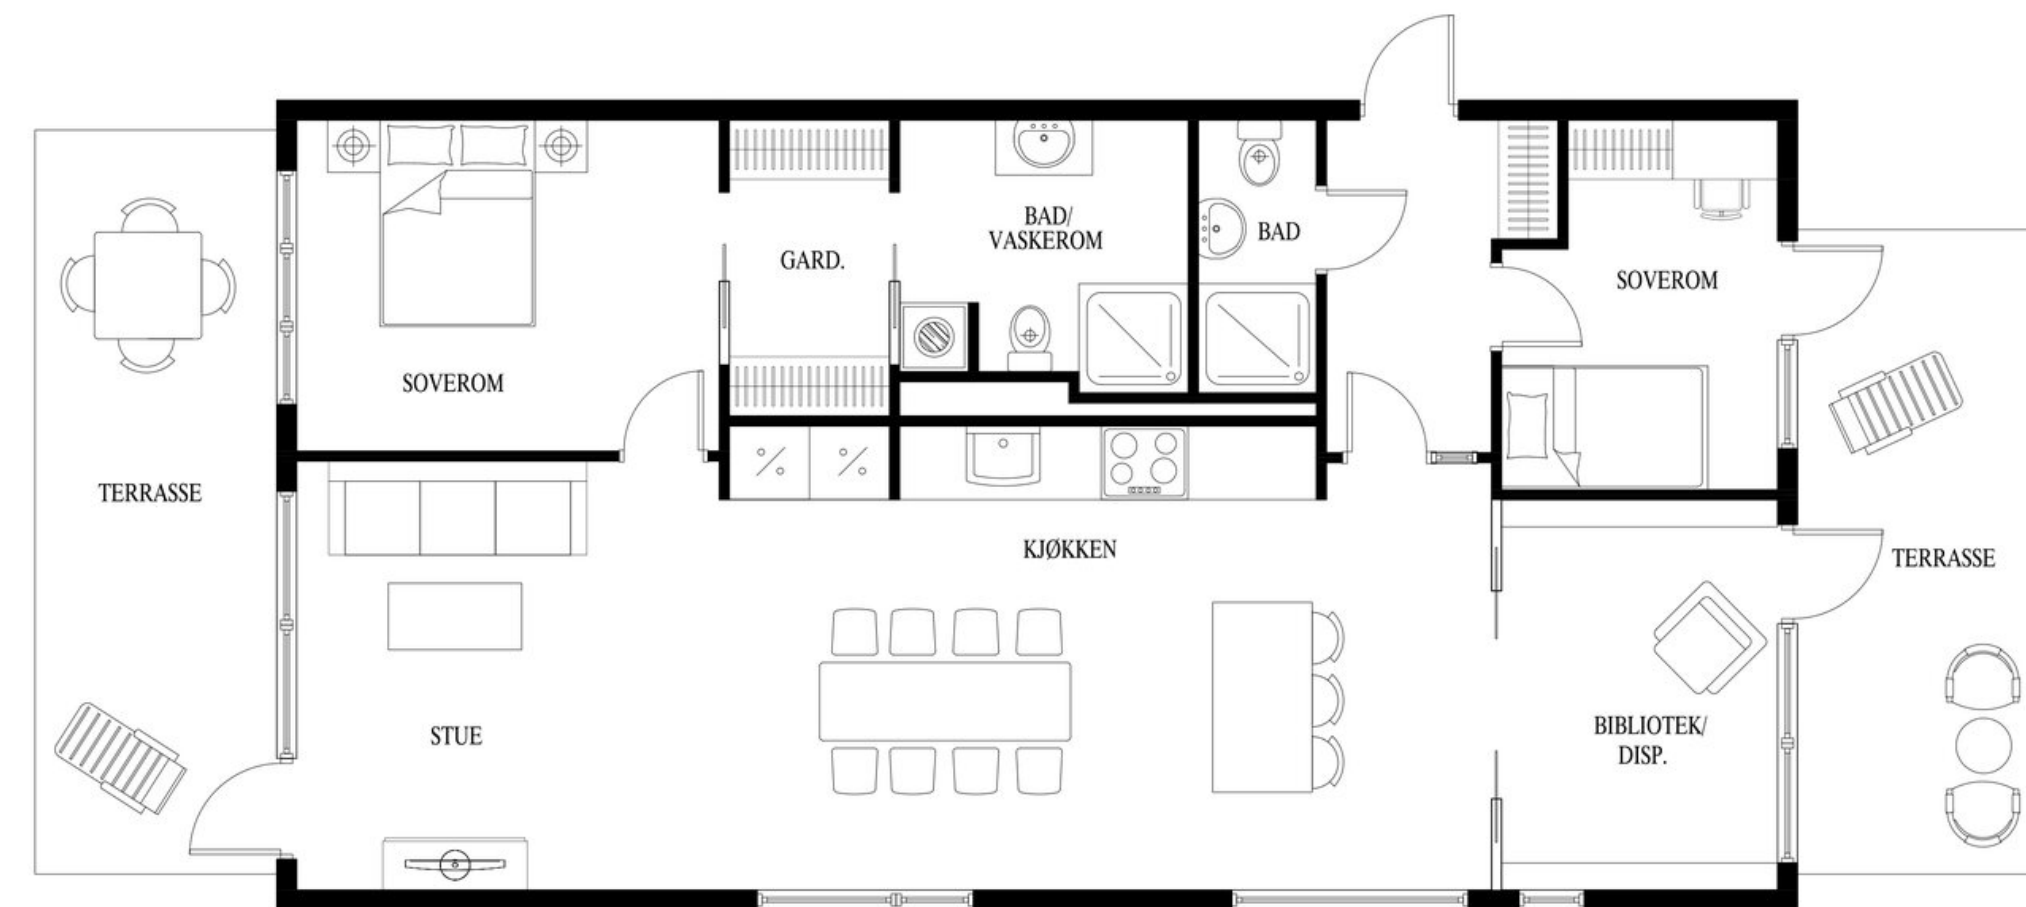 BAD/
VASKEROM
BAD
GARD.
SOVEROM
SOVEROM
TERRASSE
KJØKKEN
TERRASSE
STUE
BIBLIOTEK/
DISP.